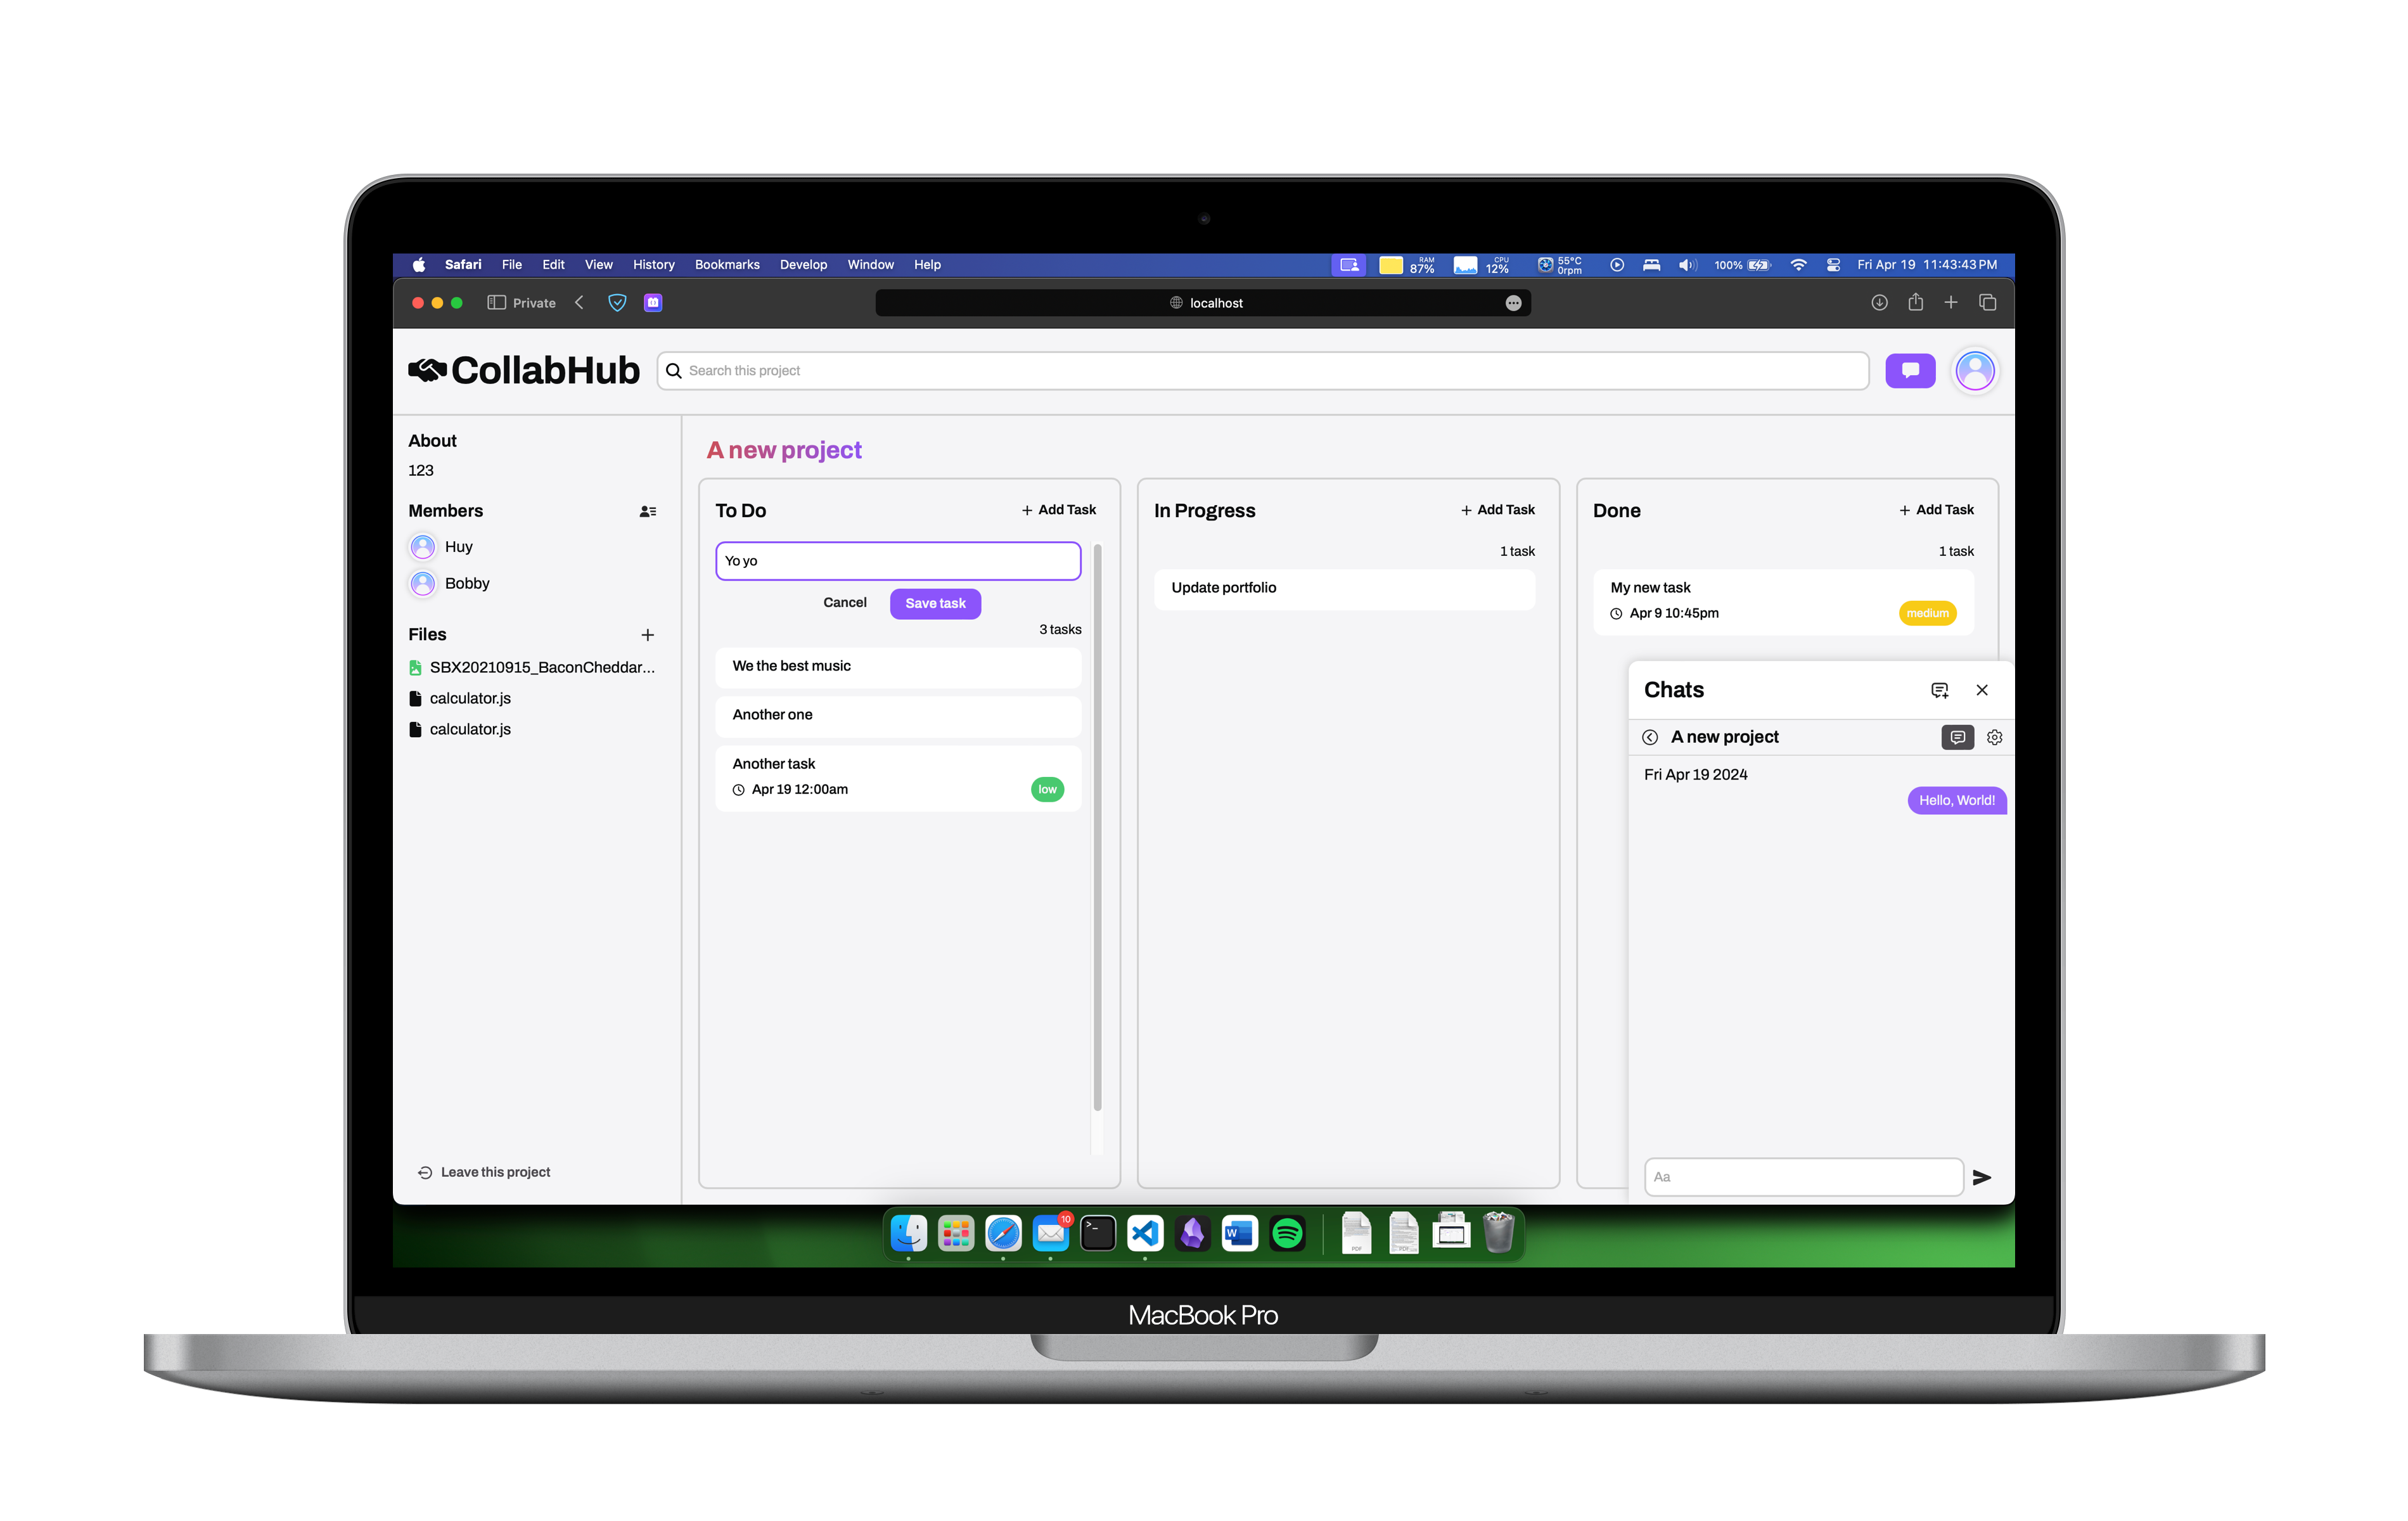 Safari File Edit View History Bookmarks Develop Window Help RAM 87% CPU 12% 55°C 0rpm 100% Fri Apr 19 11:43:43 PM
Private localhost
CollabHub Search this project
About
123
Members
Huy
Bobby
Files
SBX20210915_BaconCheddar...
calculator.js
calculator.js
Leave this project
A new project
To Do + Add Task
Yo yo
Cancel Save task
3 tasks
We the best music
Another one
Another task
Apr 19 12:00am low
In Progress + Add Task
1 task
Update portfolio
Done + Add Task
1 task
My new task
Apr 9 10:45pm medium
Chats
A new project
Fri Apr 19 2024
Hello, World!
Aa
10
W
PDF
PDF
MacBook Pro